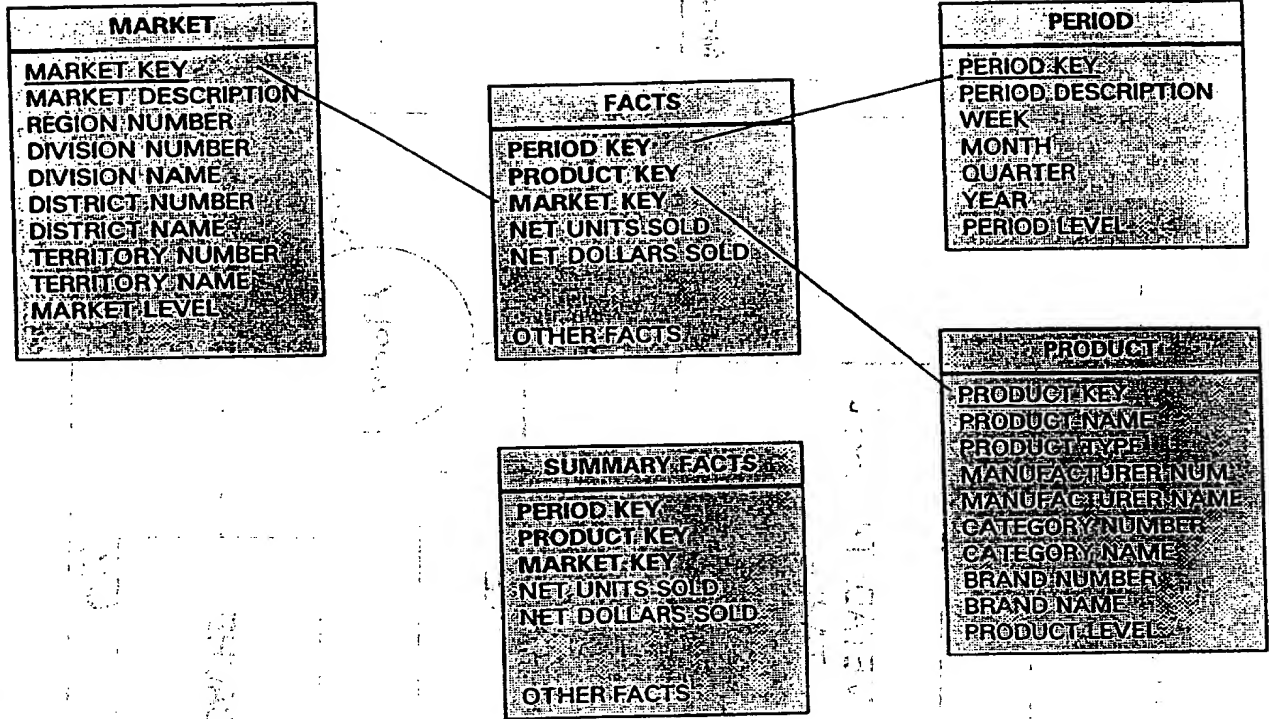 MARKET
MARKET KEY
MARKET DESCRIPTION
REGION NUMBER
DIVISION NUMBER
DIVISION NAME
DISTRICT NUMBER
DISTRICT NAME
TERRITORY NUMBER
TERRITORY NAME
MARKET LEVEL
FACTS
PERIOD KEY
PRODUCT KEY
MARKET KEY
NET UNITS SOLD
NET DOLLARS SOLD
OTHER FACTS
SUMMARY FACTS
PERIOD KEY
PRODUCT KEY
MARKET KEY
NET UNITS SOLD
NET DOLLARS SOLD
OTHER FACTS
PERIOD
PERIOD KEY
PERIOD DESCRIPTION
WEEK
MONTH
QUARTER
YEAR
PERIOD LEVEL
PRODUCT
PRODUCT KEY
PRODUCT NAME
PRODUCT TYPE
MANUFACTURER NUM.
MANUFACTURER NAME
CATEGORY NUMBER
CATEGORY NAME
BRAND NUMBER
BRAND NAME
PRODUCT LEVEL